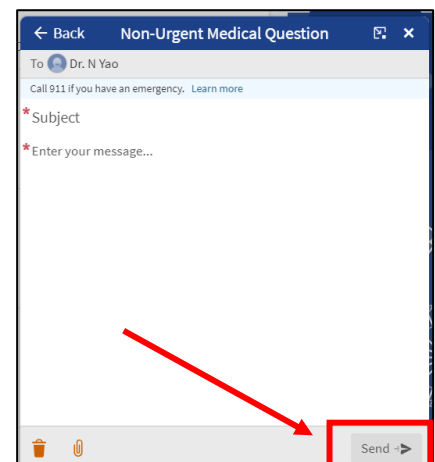 Back Non-Urgent Medical Question
To Dr. N Yao
Call 911 if you have an emergency. Learn more
*Subject
*Enter your message...
Send